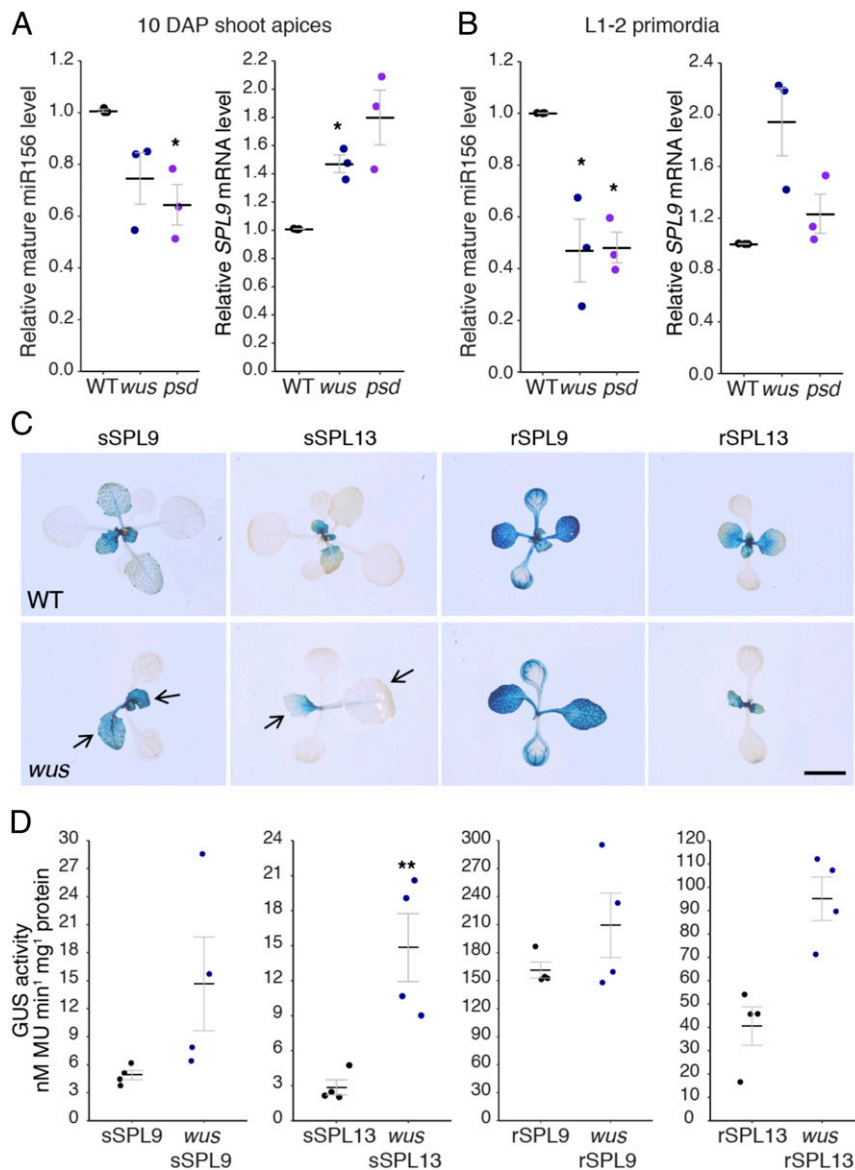 A
10 DAP shoot apices
B
L1-2 primordia
Relative mature miR156 level
1.2
1.0
0.8
0.6
0.4
0.2
0.0
*
WT wus psd
Relative SPL9 mRNA level
2.2
2.0
1.8
1.6
1.4
1.2
1.0
0.8
0.6
0.4
0.2
0.0
*
WT wus psd
Relative mature miR156 level
1.2
1.0
0.8
0.6
0.4
0.2
0.0
*
*
WT wus psd
Relative SPL9 mRNA level
2.4
2.0
1.6
1.2
0.8
0.4
0.0
WT wus psd
C
sSPL9
sSPL13
rSPL9
rSPL13
WT
wus
D
GUS activity
nM MU min¹ mg¹ protein
30
27
24
21
18
15
12
9
6
3
0
sSPL9
wus
sSPL9
24
21
18
15
12
9
6
3
0
**
sSPL13
wus
sSPL13
300
270
240
210
180
150
120
90
60
30
0
rSPL9
wus
rSPL9
120
110
100
90
80
70
60
50
40
30
20
10
0
rSPL13
wus
rSPL13